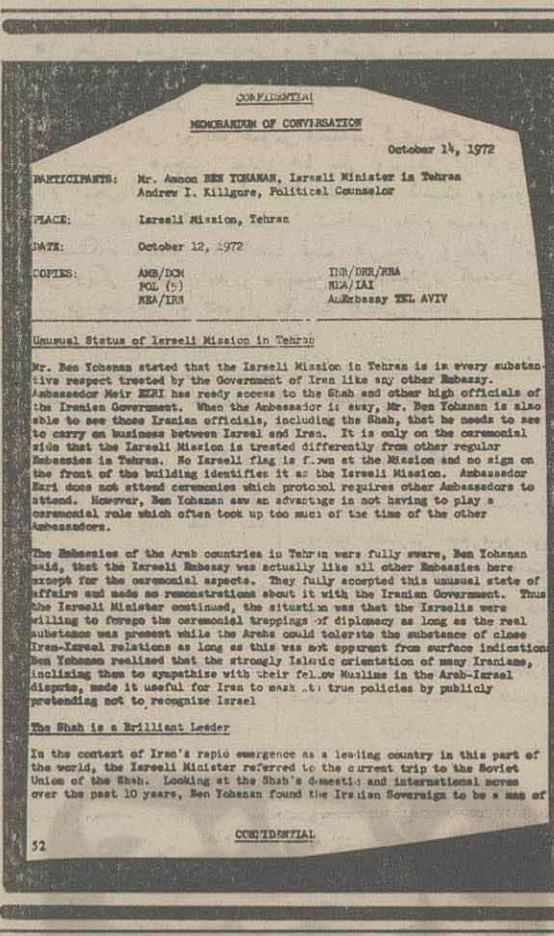 CONFIDENTIAL
MEMORANDUM OF CONVERSATION
October 14, 1972
PARTICIPANTS: Mr. Amnon BEN YOHANAN, Israeli Minister in Tehran
Andrew I. Killgore, Political Counselor
PLACE: Israeli Mission, Tehran
DATE: October 12, 1972
COPIES: AMB/DCM INR/DRR/RNA
POL (5) NEA/IAI
NEA/IRN AmEmbassy TEL AVIV
Unusual Status of Israeli Mission in Tehran
Mr. Ben Yohanan stated that the Israeli Mission in Tehran is in every substan-
tive respect treated by the Government of Iran like any other Embassy.
Ambassador Meir EZRI has ready access to the Shah and other high officials of
the Iranian Government. When the Ambassador is away, Mr. Ben Yohanan is also
able to see those Iranian officials, including the Shah, that he needs to see
to carry on business between Israel and Iran. It is only on the ceremonial
side that the Israeli Mission is treated differently from other regular
Embassies in Tehran. No Israeli flag is flown at the Mission and no sign on
the front of the building identifies it as the Israeli Mission. Ambassador
Ezri does not attend ceremonies which protocol requires other Ambassadors to
attend. However, Ben Yohanan saw an advantage in not having to play a
ceremonial role which often took up too much of the time of the other
Ambassadors.
The Embassies of the Arab countries in Tehran were fully aware, Ben Yohanan
said, that the Israeli Embassy was actually like all other Embassies here
except for the ceremonial aspects. They fully accepted this unusual state of
affairs and made no remonstrations about it with the Iranian Government. Thus
the Israeli Minister continued, the situation was that the Israelis were
willing to forego the ceremonial trappings of diplomacy as long as the real
substance was present while the Arabs could tolerate the substance of close
Iran-Israel relations as long as this was not apparent from surface indication
Ben Yohanan realized that the strongly Islamic orientation of many Iranians,
inclining them to sympathize with their fellow Muslims in the Arab-Israel
dispute, made it useful for Iran to mask its true policies by publicly
pretending not to recognize Israel
The Shah is a Brilliant Leader
In the context of Iran's rapid emergence as a leading country in this part of
the world, the Israeli Minister referred to the current trip to the Soviet
Union of the Shah. Looking at the Shah's domestic and international moves
over the past 10 years, Ben Yohanan found the Iranian Sovereign to be a man of
CONFIDENTIAL
52